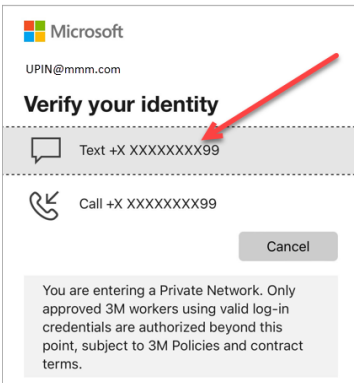 Microsoft
UPIN@mmm.com
Verify your identity
Text +X XXXXXXXX99
Call +X XXXXXXXX99
Cancel
You are entering a Private Network. Only
approved 3M workers using valid log-in
credentials are authorized beyond this
point, subject to 3M Policies and contract
terms.